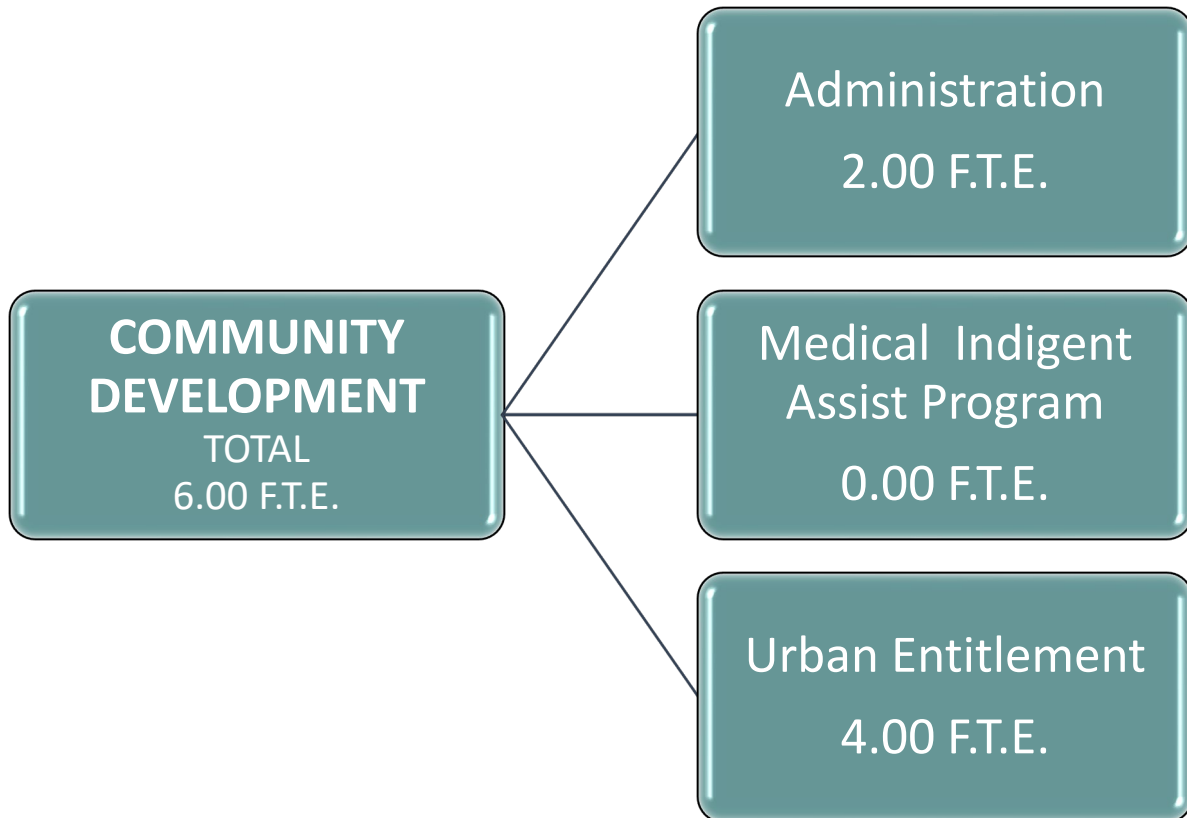 COMMUNITY
DEVELOPMENT
TOTAL
6.00 F.T.E.
Administration
2.00 F.T.E.
Medical  Indigent
Assist Program
0.00 F.T.E.
Urban Entitlement
4.00 F.T.E.